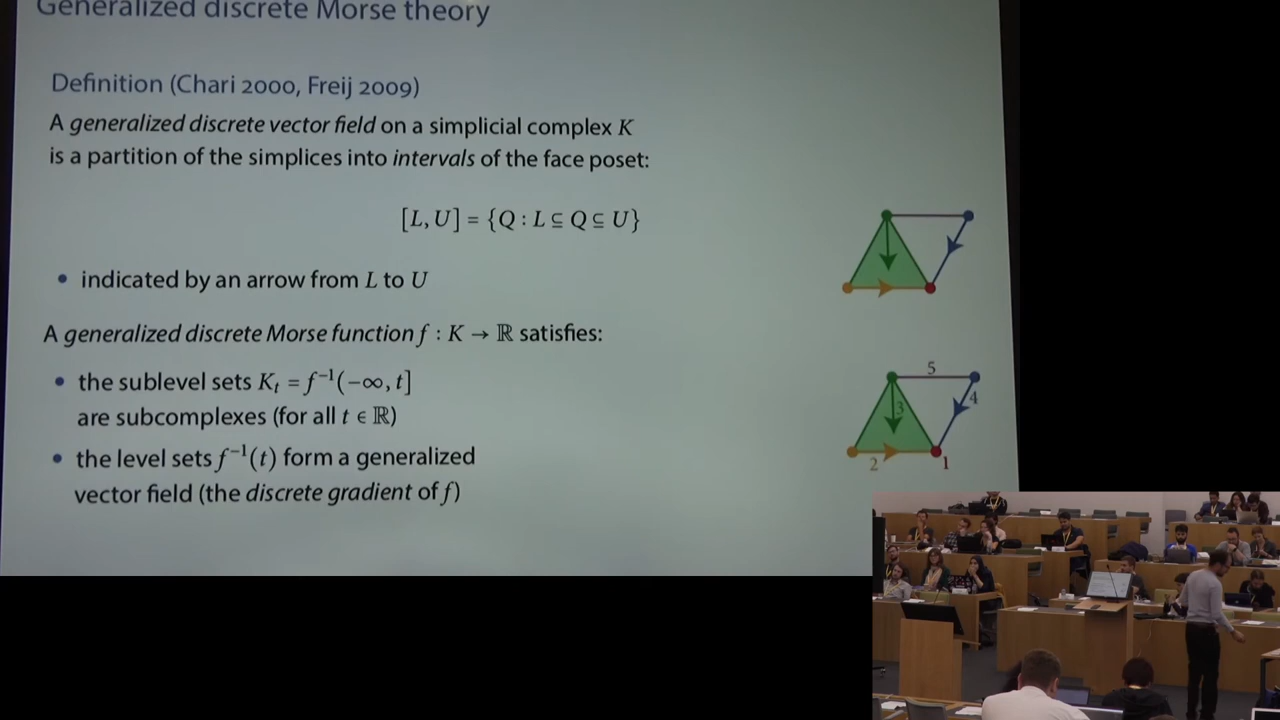 Generalized discrete Morse theory
Definition (Chari 2000, Freij 2009)
A generalized discrete vector field on a simplicial complex K
is a partition of the simplices into intervals of the face poset:
[L, U] = {Q : L ⊆ Q ⊆ U}
• indicated by an arrow from L to U
A generalized discrete Morse function f : K → ℝ satisfies:
• the sublevel sets Kₜ = f⁻¹(−∞, t]
are subcomplexes (for all t ∈ ℝ)
• the level sets f⁻¹(t) form a generalized
vector field (the discrete gradient of f)
5
3
4
2
1